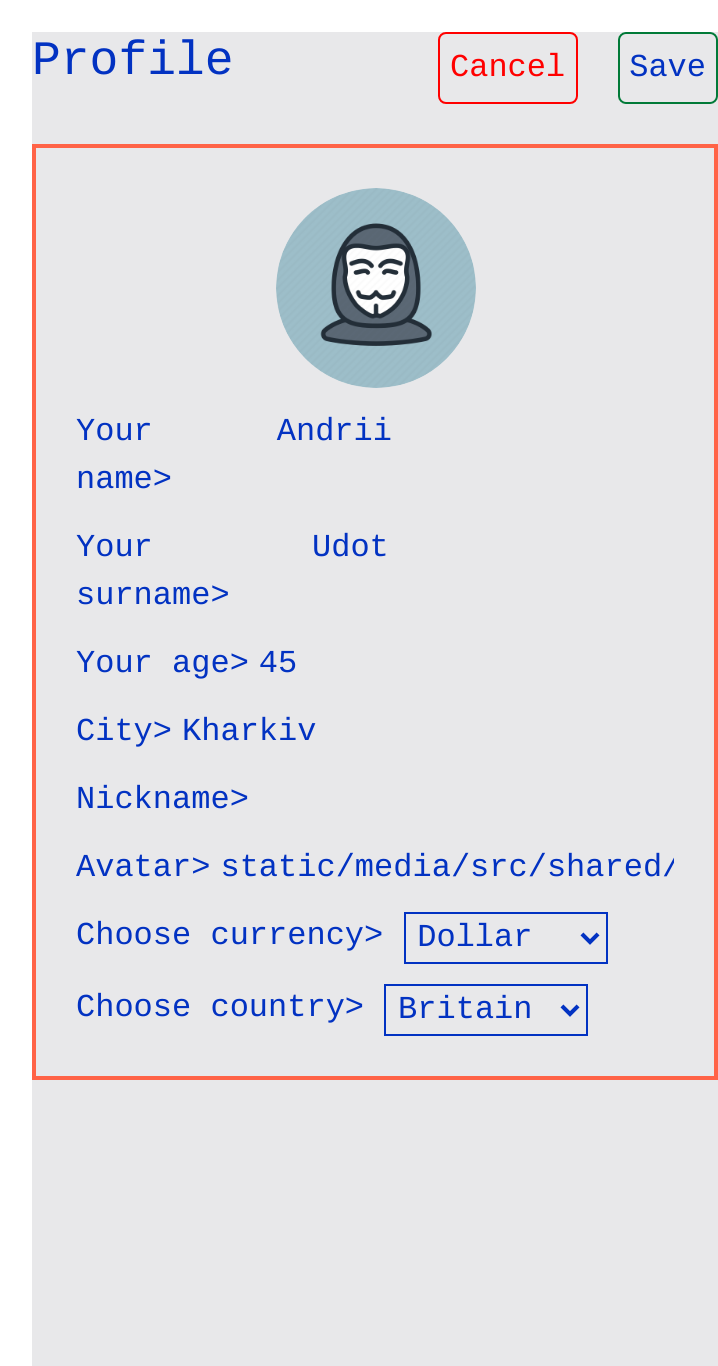 Profile Cancel Save
Your Andrii
name>
Your Udot
surname>
Your age> 45
City> Kharkiv
Nickname>
Avatar> static/media/src/shared/
Choose currency> Dollar
Choose country> Britain